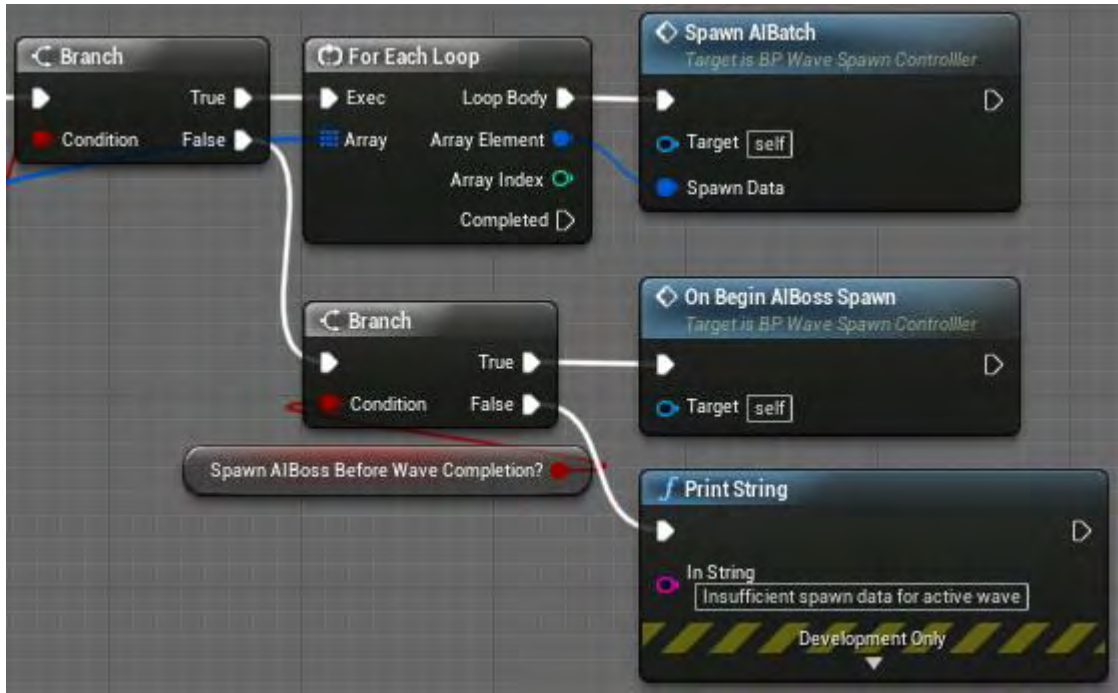 Branch
True
Condition
False
For Each Loop
Exec
Loop Body
Array
Array Element
Array Index
Completed
Spawn AIBatch
Target is BP Wave Spawn Controlller
Target self
Spawn Data
Branch
True
Condition
False
Spawn AIBoss Before Wave Completion?
On Begin AIBoss Spawn
Target is BP Wave Spawn Controlller
Target self
Print String
In String
Insufficient spawn data for active wave
Development Only